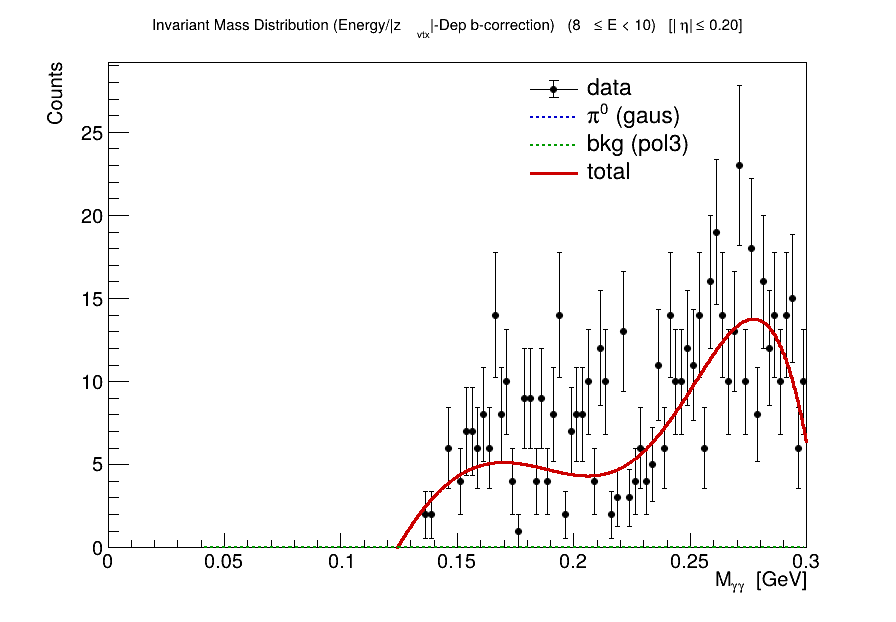 Invariant Mass Distribution (Energy/|z vtx|-Dep b-correction) (8 ≤ E < 10) [| η| ≤ 0.20]
Counts
data
π0 (gaus)
bkg (pol3)
total
25
20
15
10
5
0
0 0.05 0.1 0.15 0.2 0.25 0.3
Mγγ [GeV]